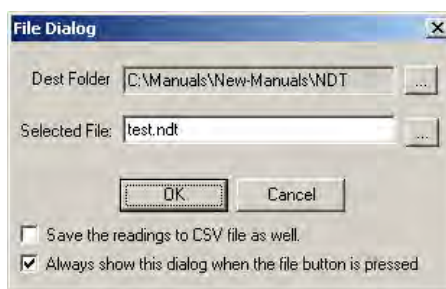 File Dialog
Dest Folder C:\Manuals\New-Manuals\NDT ...
Selected File: test.ndt ...
OK Cancel
Save the readings to CSV file as well.
Always show this dialog when the file button is pressed